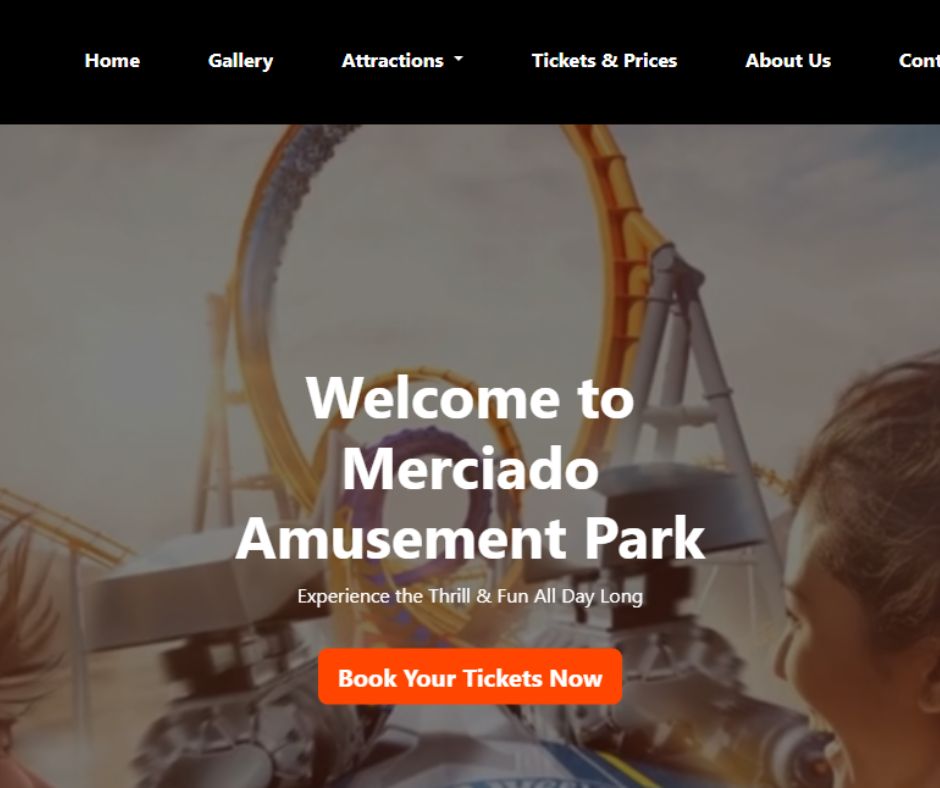 Home Gallery Attractions Tickets & Prices About Us
Welcome to
Merciado
Amusement Park
Experience the Thrill & Fun All Day Long
Book Your Tickets Now